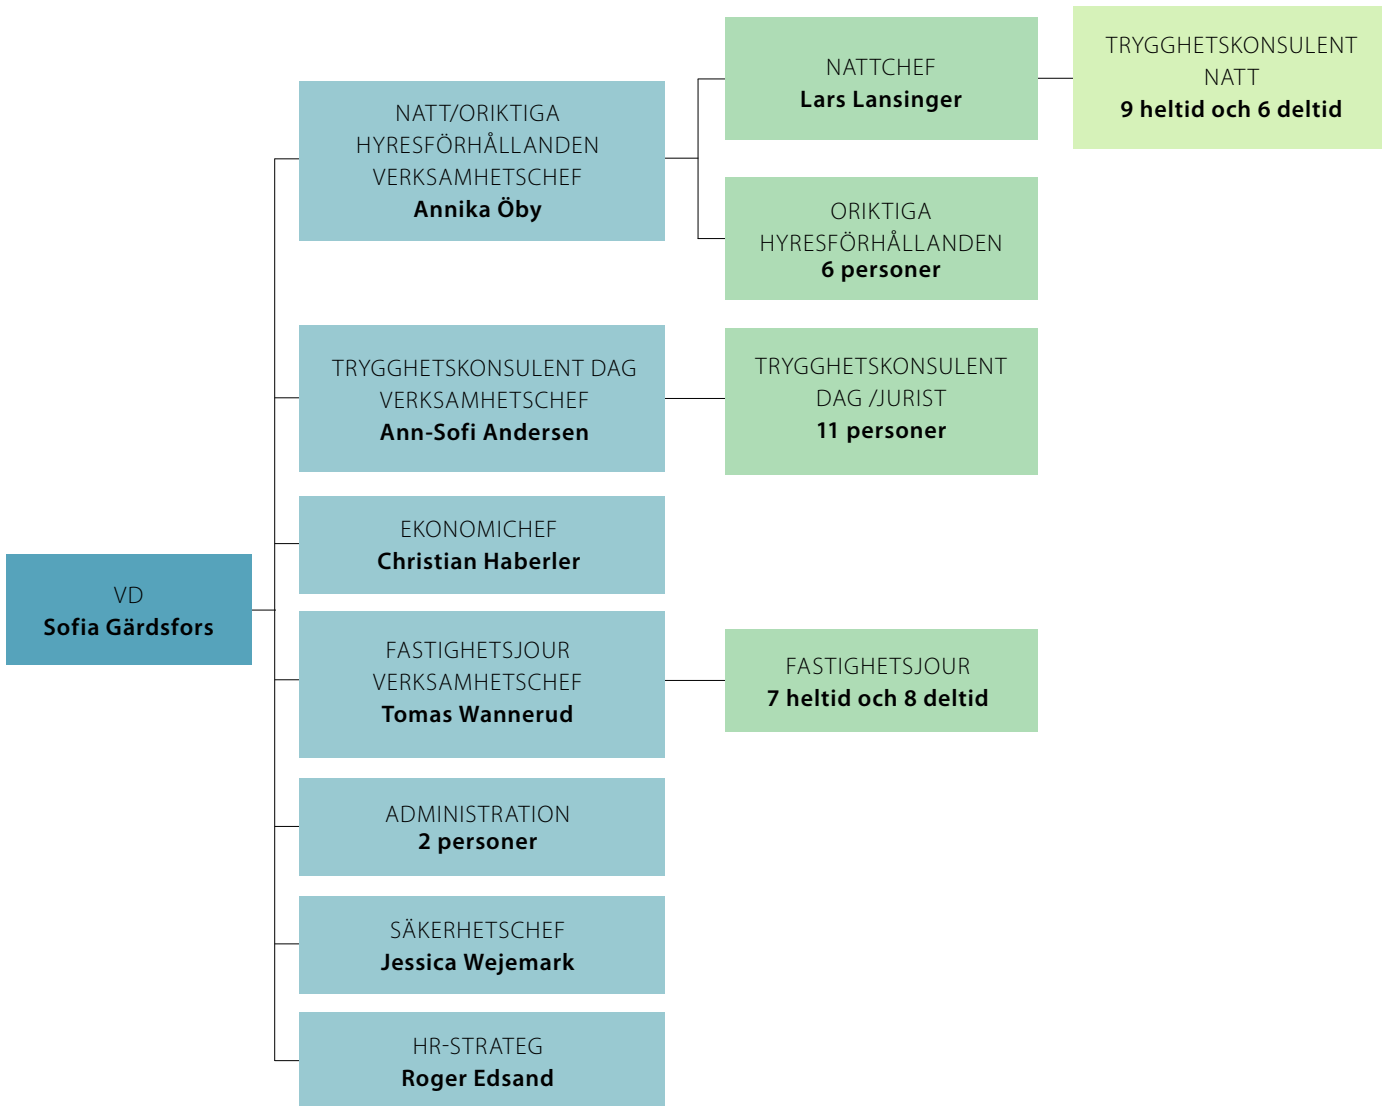 VD
Sofia Gärdsfors
NATT/ORIKTIGA
HYRESFÖRHÅLLANDEN
VERKSAMHETSCHEF
Annika Öby
NATTCHEF
Lars Lansinger
TRYGGHETSKONSULENT
NATT
9 heltid och 6 deltid
ORIKTIGA
HYRESFÖRHÅLLANDEN
6 personer
TRYGGHETSKONSULENT DAG
VERKSAMHETSCHEF
Ann-Sofi Andersen
TRYGGHETSKONSULENT
DAG /JURIST
11 personer
EKONOMICHEF
Christian Haberler
FASTIGHETSJOUR
VERKSAMHETSCHEF
Tomas Wannerud
FASTIGHETSJOUR
7 heltid och 8 deltid
ADMINISTRATION
2 personer
SÄKERHETSCHEF
Jessica Wejemark
HR-STRATEG
Roger Edsand